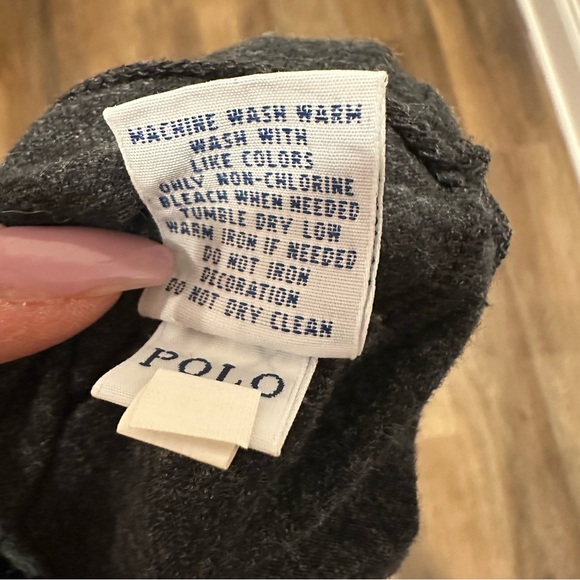 MACHINE WASH WARM
WASH WITH
LIKE COLORS
ONLY NON-CHLORINE
BLEACH WHEN NEEDED
TUMBLE DRY LOW
WARM IRON IF NEEDED
DO NOT IRON
DECORATION
DO NOT DRY CLEAN
POLO